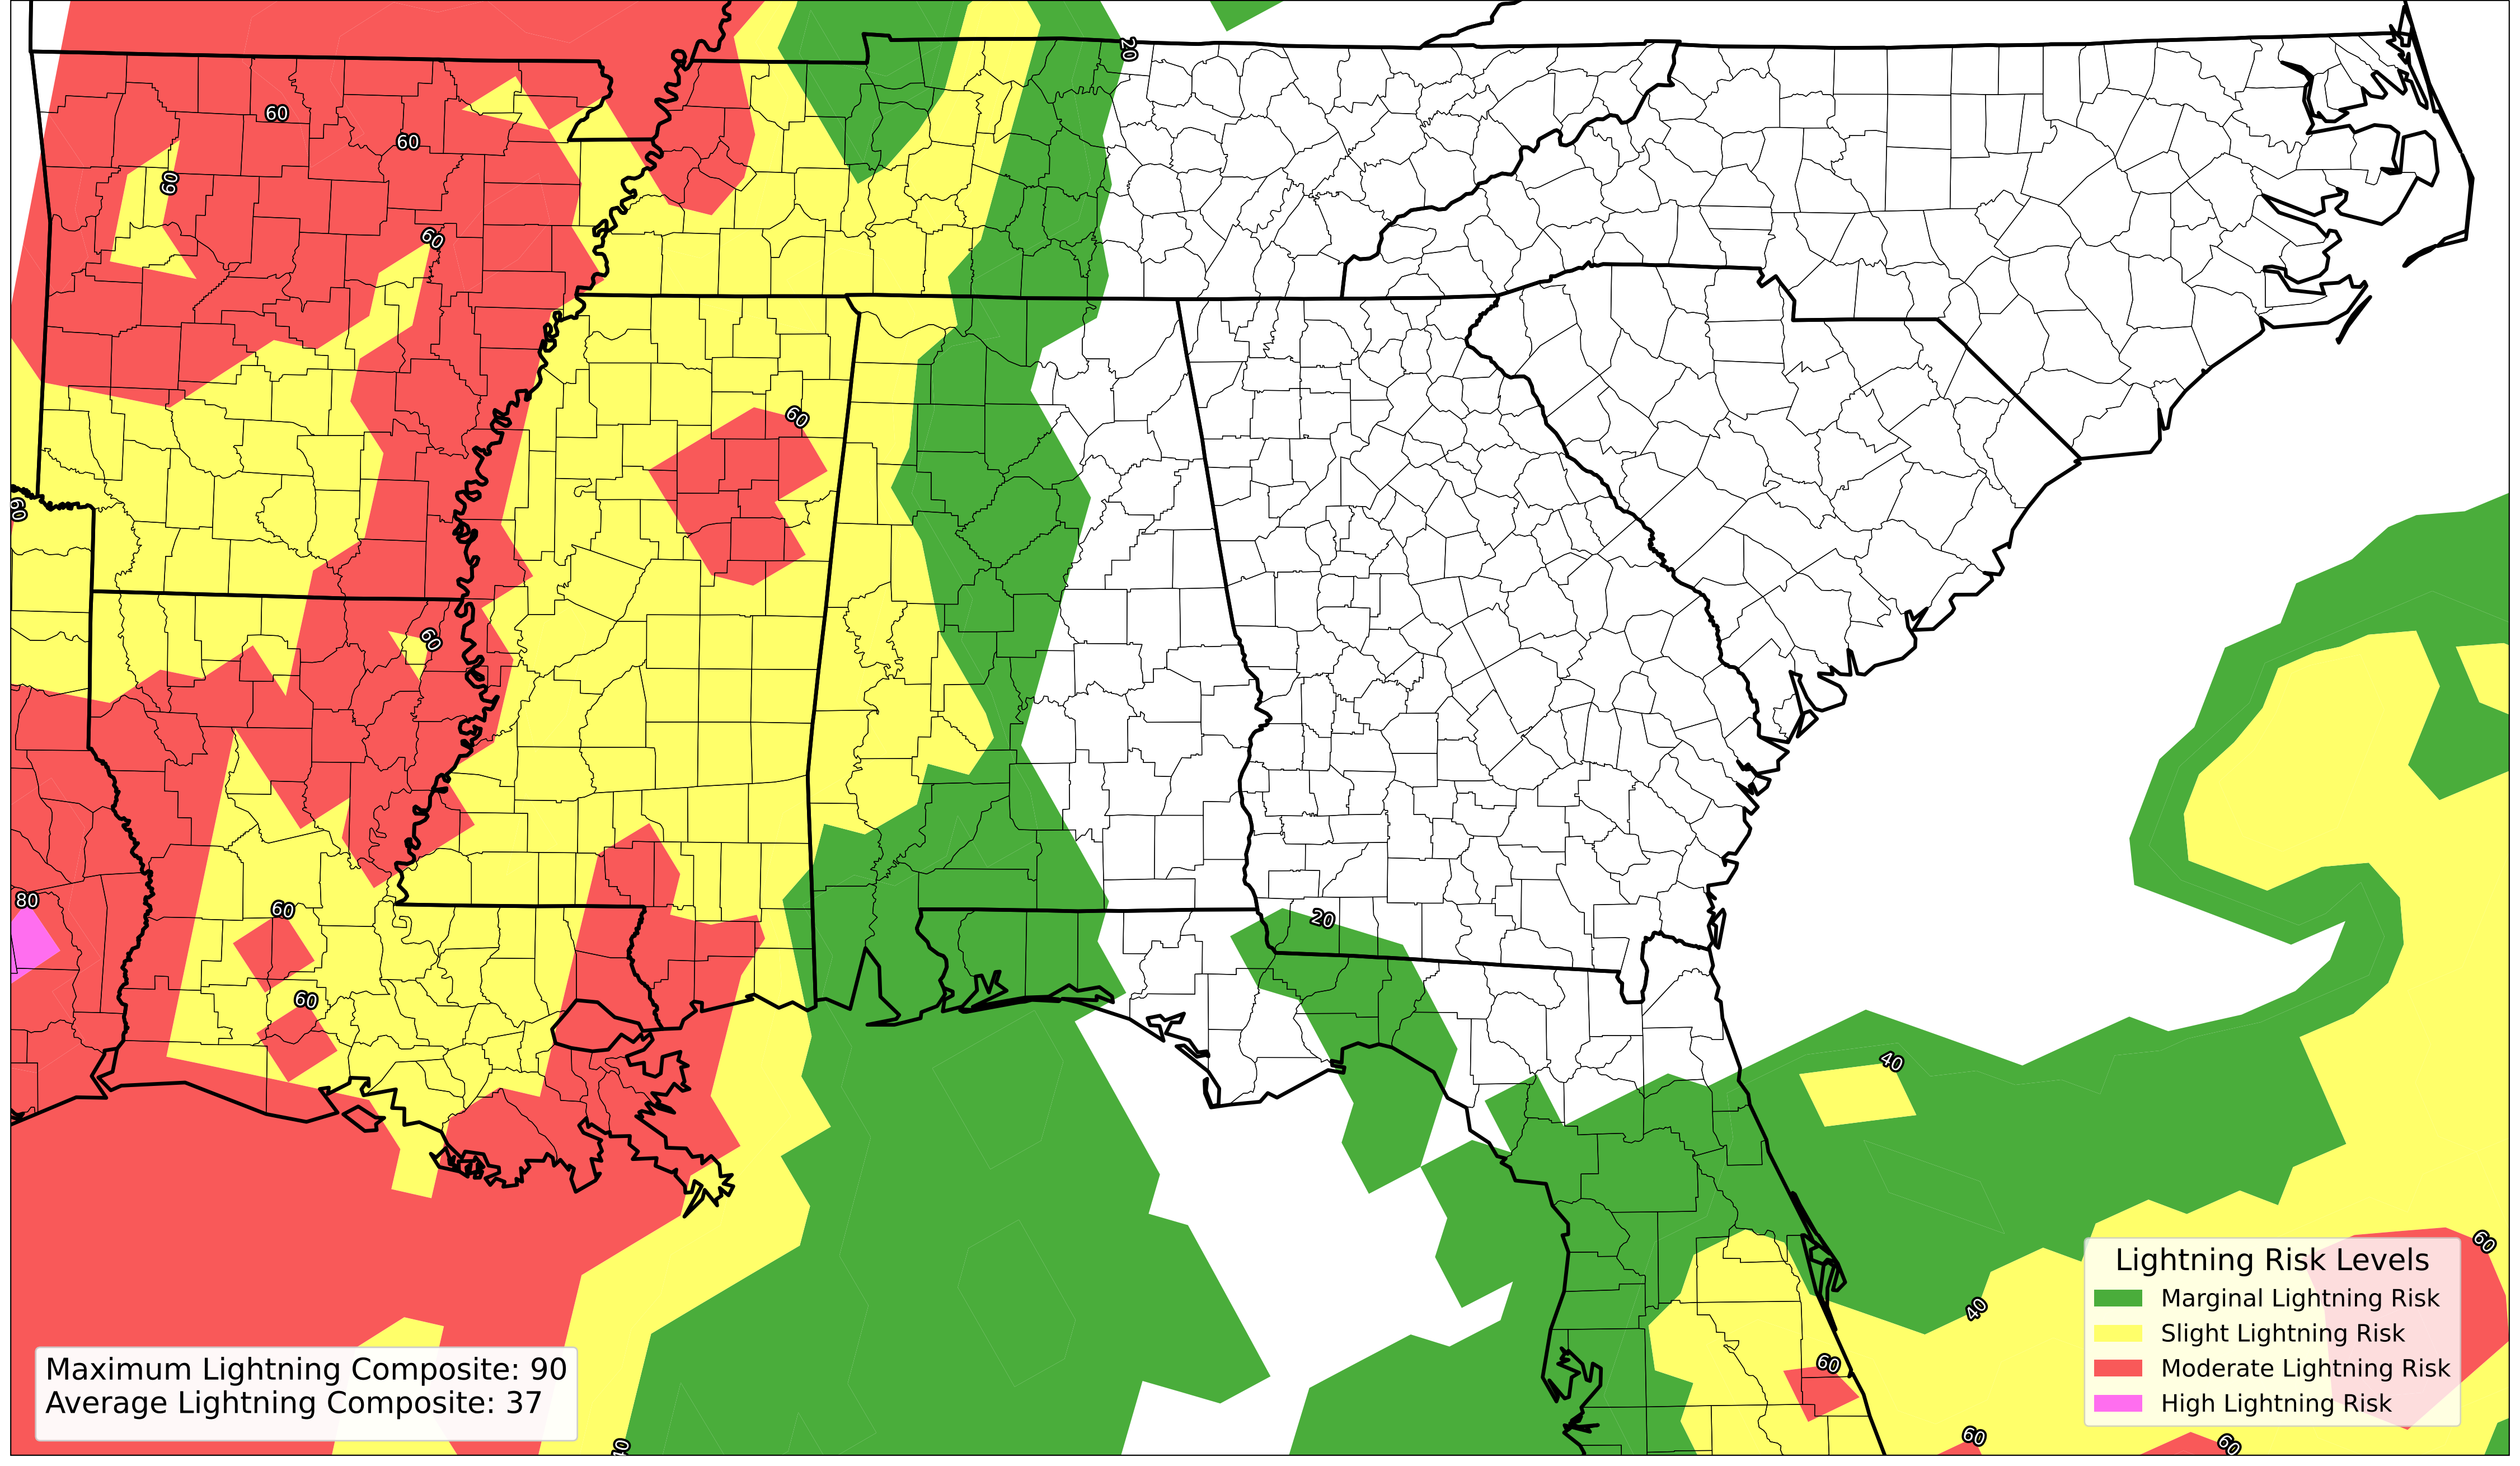 20
60
60
60
60
60
60
60
80
60
20
60
40
60
40
Lightning Risk Levels
Marginal Lightning Risk
Slight Lightning Risk
Moderate Lightning Risk
High Lightning Risk
60
Maximum Lightning Composite: 90
Average Lightning Composite: 37
60
60